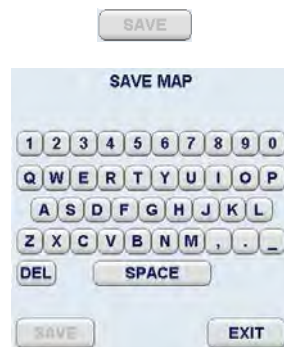 SAVE
SAVE MAP
1 2 3 4 5 6 7 8 9 0
Q W E R T Y U I O P
A S D F G H J K L
Z X C V B N M , . _
DEL SPACE
SAVE EXIT